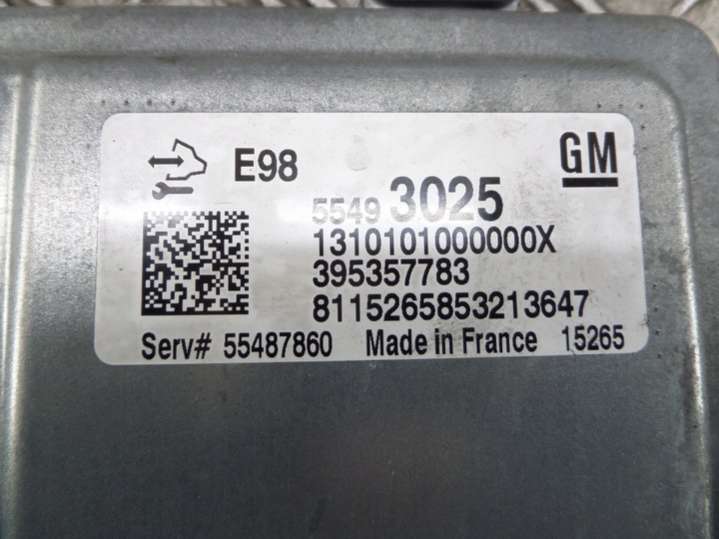 E98
GM
5549 3025
1310101000000X
395357783
8115265853213647
Serv# 55487860 Made in France 15265